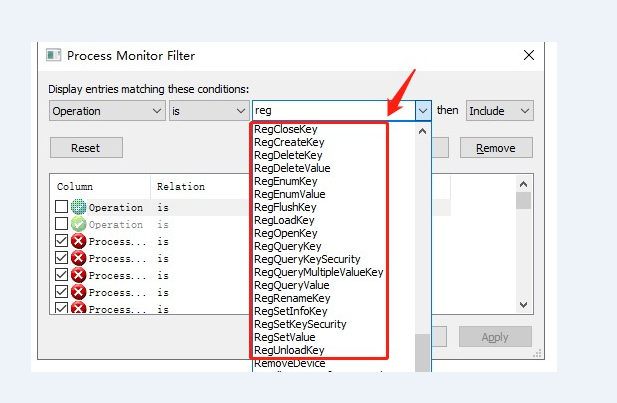 Process Monitor Filter
Display entries matching these conditions:
Operation is reg then Include
Reset Remove
Column Relation
Operation is
Operation is
Process... is
Process... is
Process... is
Process... is
Process... is
RegCloseKey
RegCreateKey
RegDeleteKey
RegDeleteValue
RegEnumKey
RegEnumValue
RegFlushKey
RegLoadKey
RegOpenKey
RegQueryKey
RegQueryKeySecurity
RegQueryMultipleValueKey
RegQueryValue
RegRenameKey
RegSetInfoKey
RegSetKeySecurity
RegSetValue
RegUnloadKey
RemoveDevice
Apply